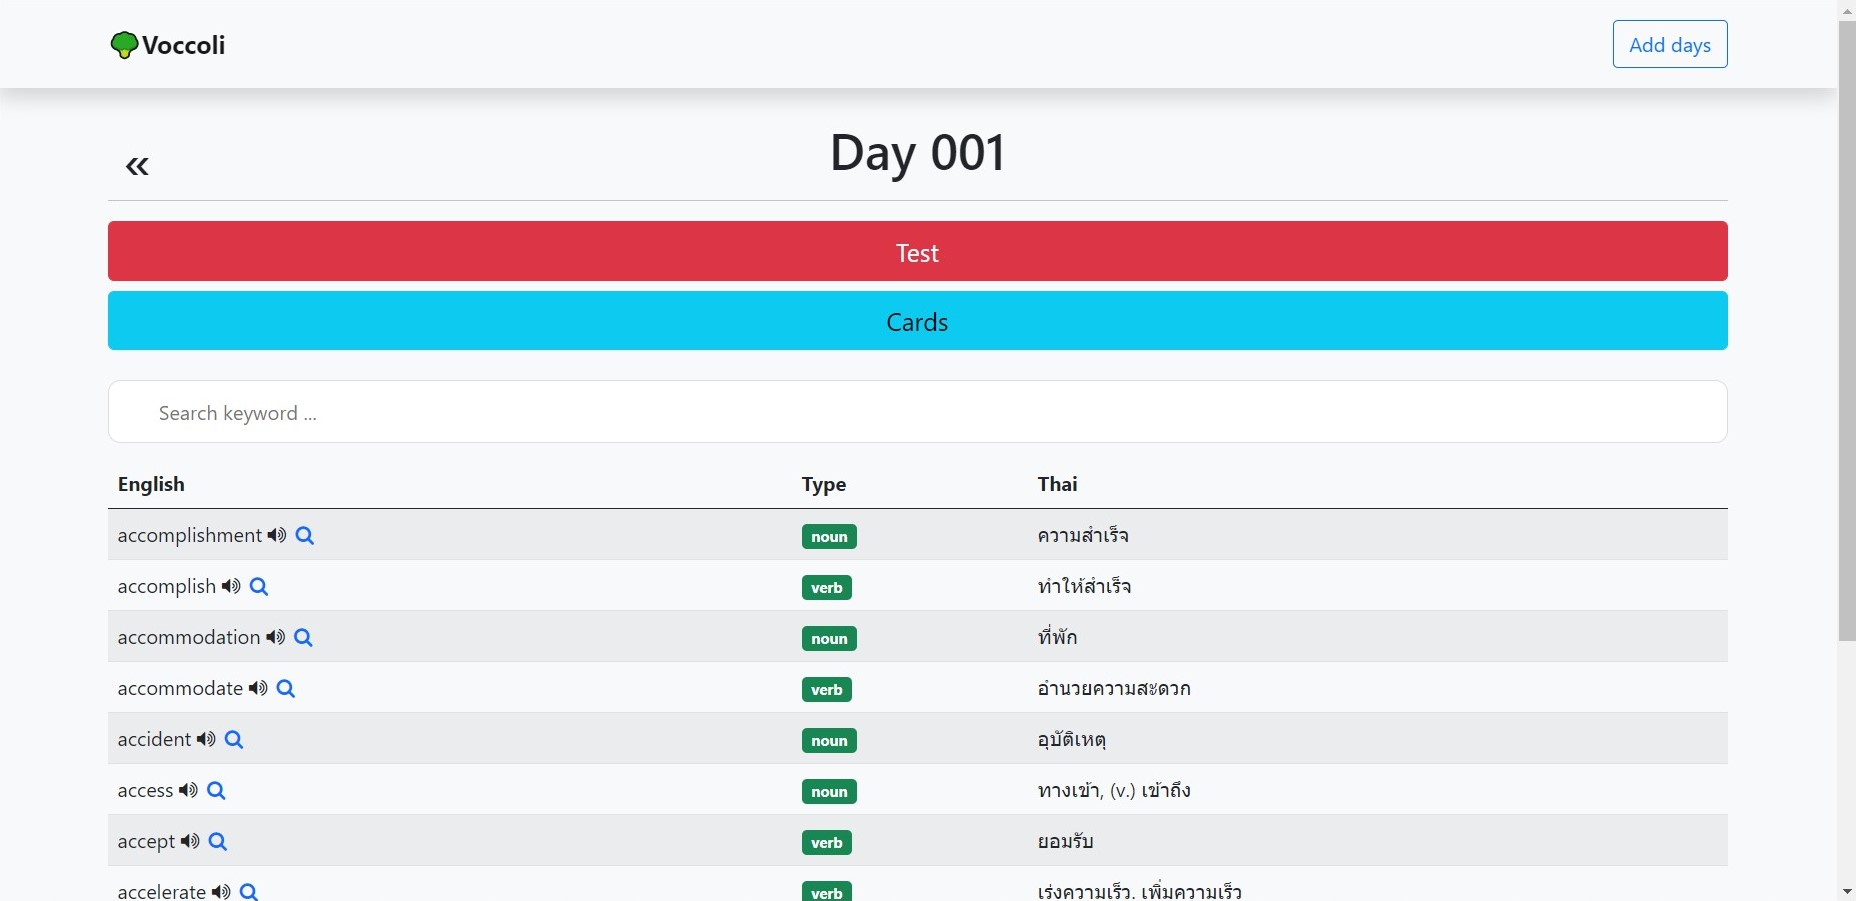 Voccoli
Add days
«
Day 001
Test
Cards
Search keyword ...
English Type Thai
accomplishment noun ความสำเร็จ
accomplish verb ทำให้สำเร็จ
accommodation noun ที่พัก
accommodate verb อำนวยความสะดวก
accident noun อุบัติเหตุ
access noun ทางเข้า, (v.) เข้าถึง
accept verb ยอมรับ
accelerate verb เร่งความเร็ว, เพิ่มความเร็ว